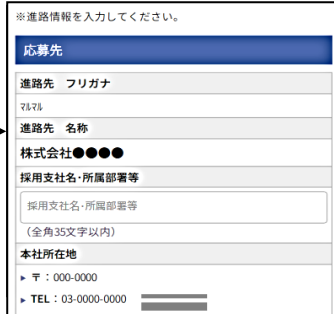 ※進路情報を入力してください。
応募先
進路先　フリガナ
ﾏﾙﾏﾙ
進路先　名称
株式会社●●●●
採用支社名･所属部署等
採用支社名･所属部署等
（全角35文字以内）
本社所在地
▶ 〒：000-0000
▶ TEL：03-0000-0000